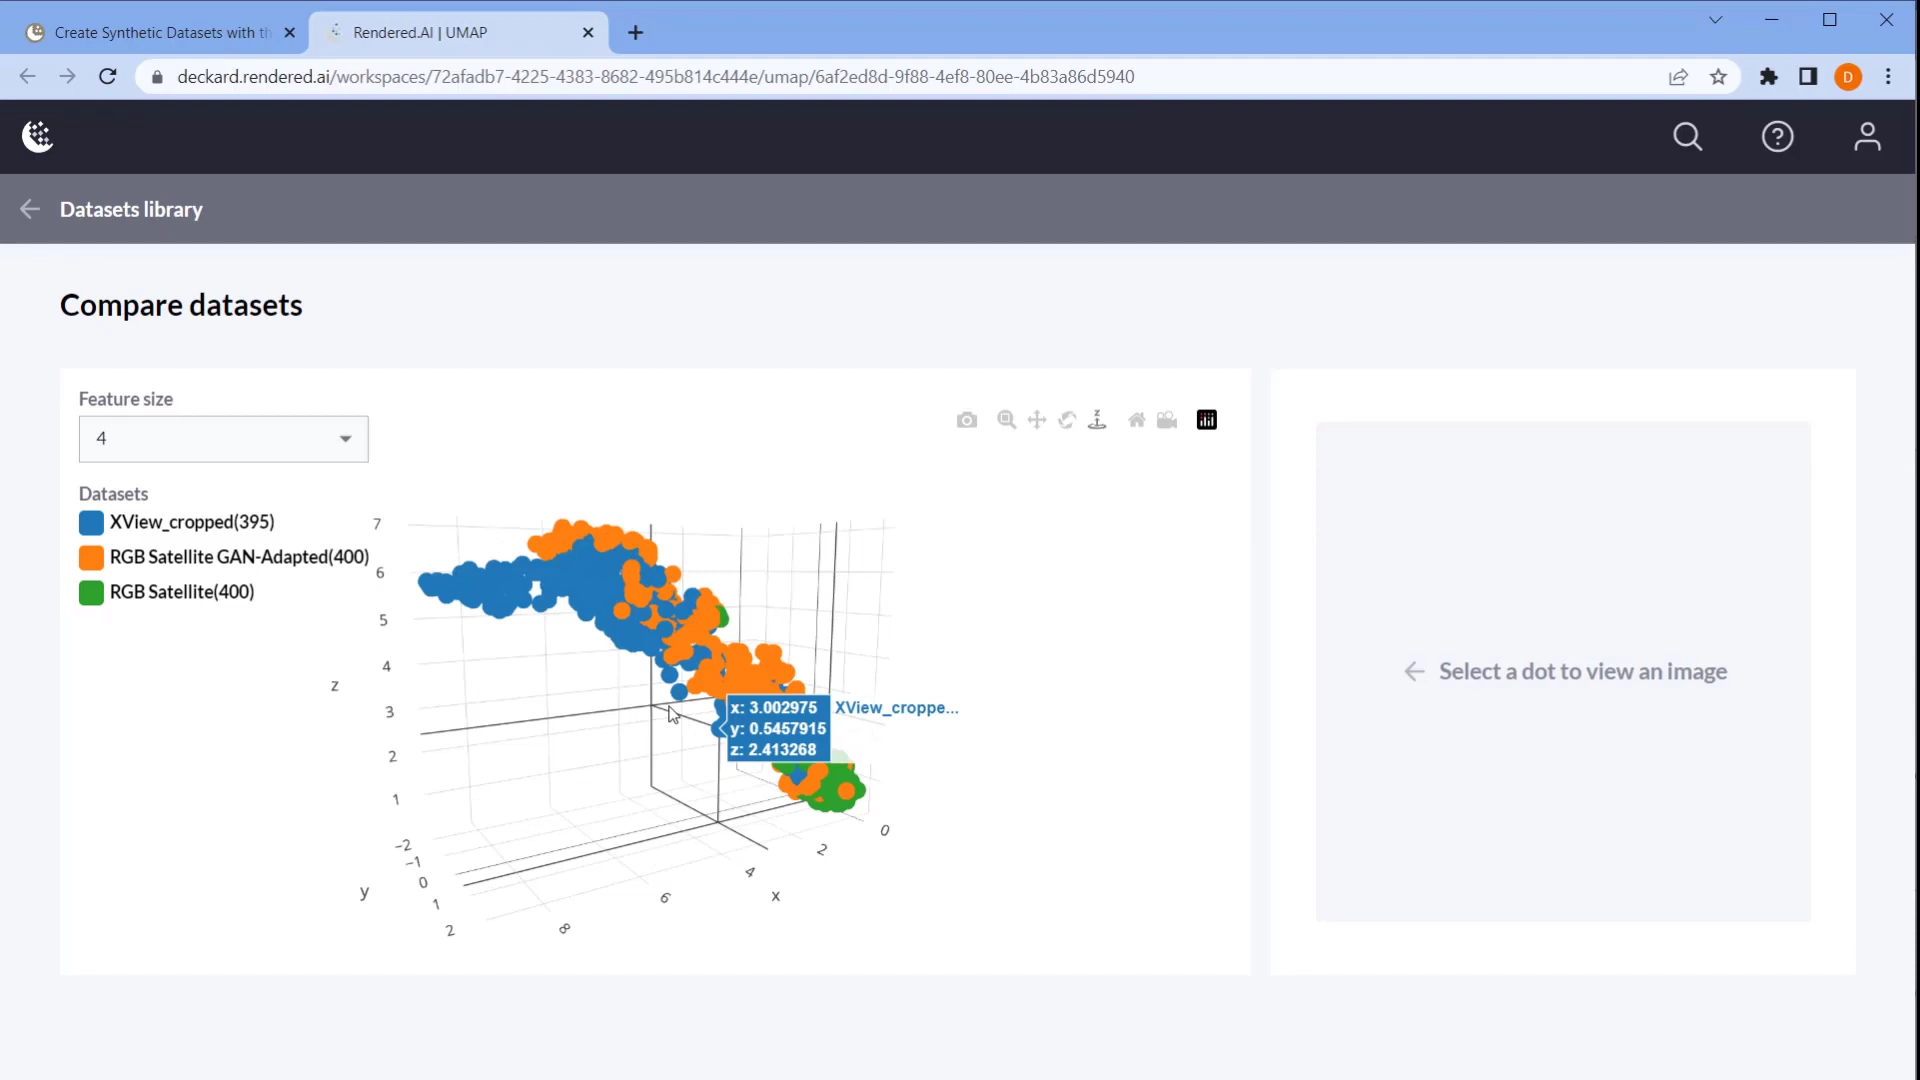 Create Synthetic Datasets with th
Rendered.AI | UMAP
deckard.rendered.ai/workspaces/72afadb7-4225-4383-8682-495b814c444e/umap/6af2ed8d-9f88-4ef8-80ee-4b83a86d5940
D
Datasets library
Compare datasets
Feature size
4
Datasets
XView_cropped(395)
RGB Satellite GAN-Adapted(400)
RGB Satellite(400)
z
7
6
5
4
3
2
1
z
x: 3.002975
y: 0.5457915
z: 2.413268
XView_croppe...
−2
−1
0
1
2
y
8
6
4
2
0
x
Select a dot to view an image